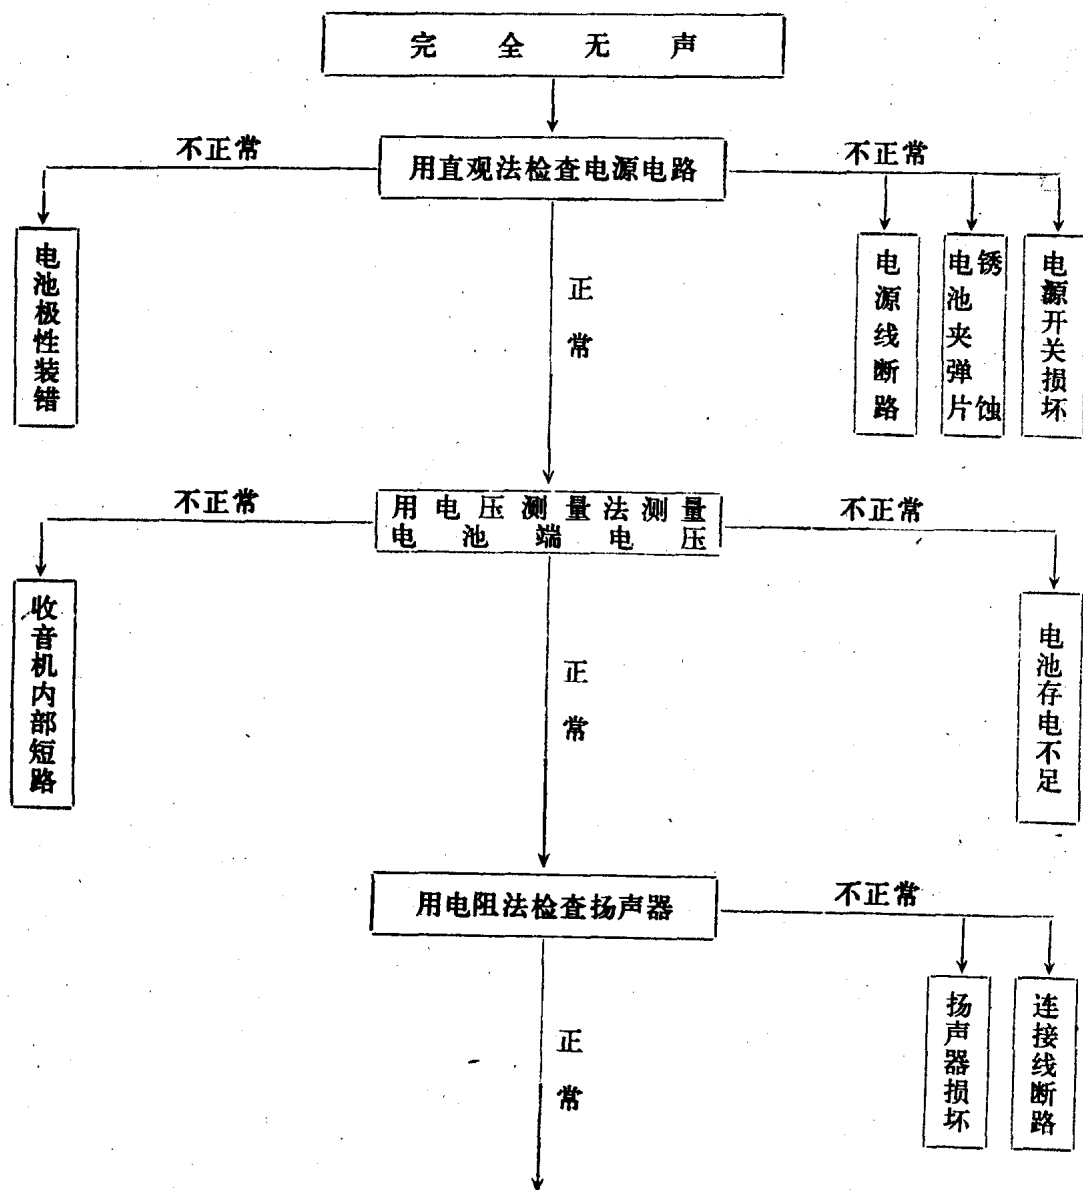 完全无声
不正常
用直观法检查电源电路
不正常
电池极性装错
正常
电源线断路
电池夹弹片锈蚀
电源开关损坏
不正常
用电压测量法测量
电池端电压
不正常
收音机内部短路
正常
电池存电不足
用电阻法检查扬声器
不正常
正常
扬声器损坏
连接线断路